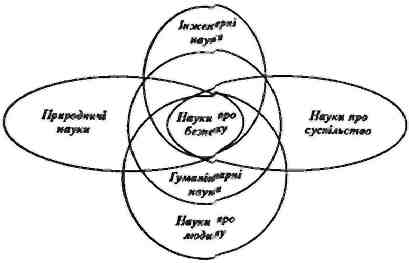 Інженерні
науки
Природничі
науки
Науки про
безпеку
Науки про
суспільство
Гуманітарні
науки
Науки про
людину